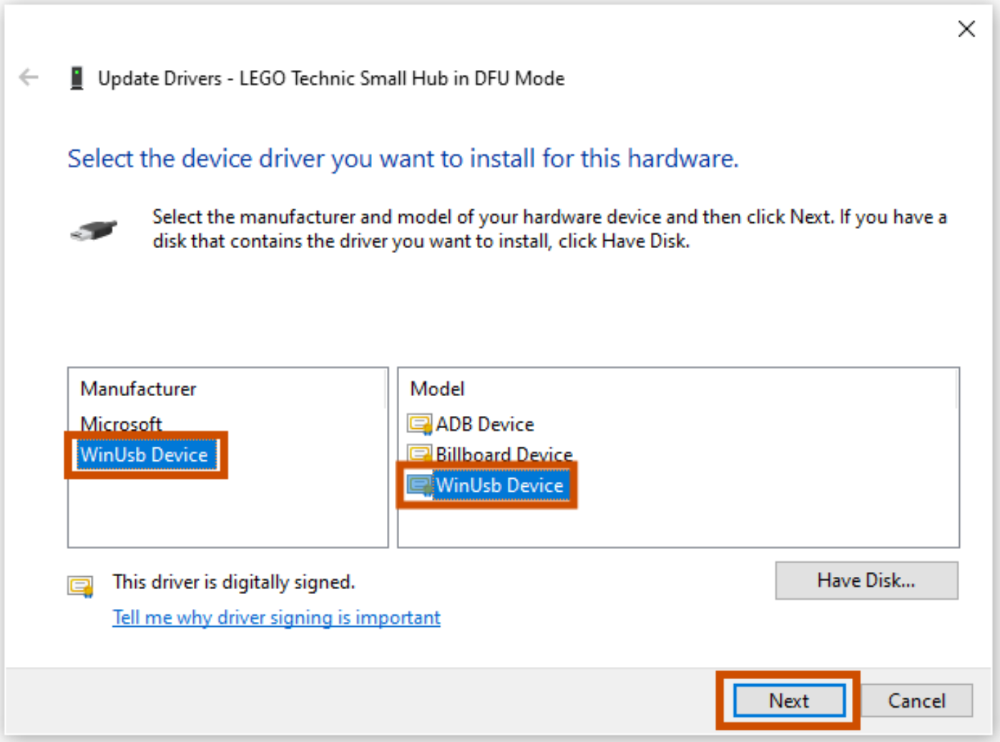 Update Drivers - LEGO Technic Small Hub in DFU Mode
Select the device driver you want to install for this hardware.
Select the manufacturer and model of your hardware device and then click Next. If you have a
disk that contains the driver you want to install, click Have Disk.
Manufacturer
Microsoft
WinUsb Device
Model
ADB Device
Billboard Device
WinUsb Device
This driver is digitally signed.
Tell me why driver signing is important
Have Disk...
Next
Cancel